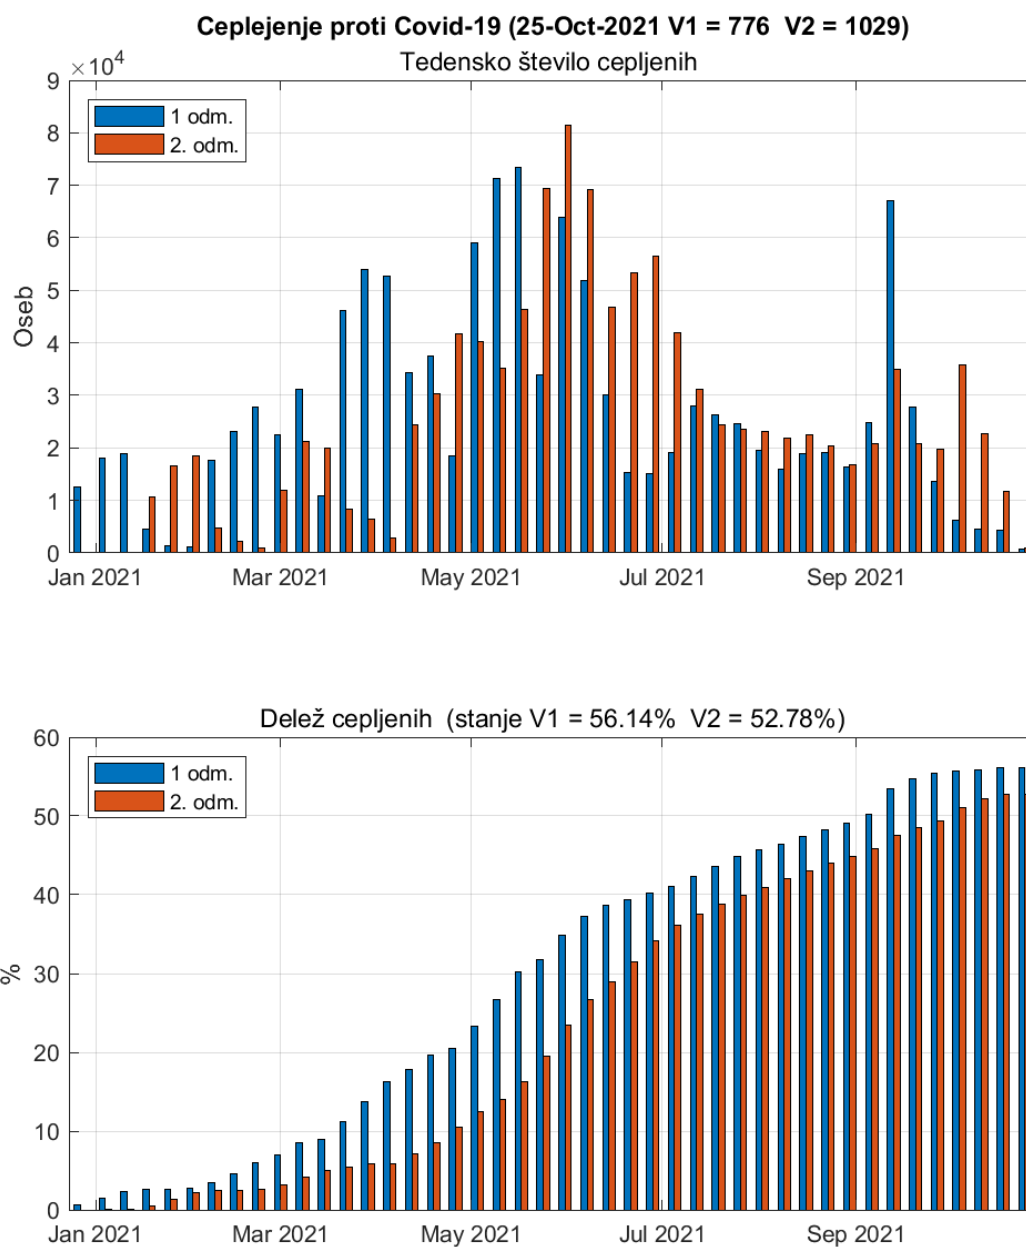 Ceplejenje proti Covid-19 (25-Oct-2021 V1 = 776 V2 = 1029)
Tedensko število cepljenih
×10⁴
9
8
7
6
5
4
3
2
1
0
Oseb
1 odm.
2. odm.
Jan 2021 Mar 2021 May 2021 Jul 2021 Sep 2021
Delež cepljenih (stanje V1 = 56.14% V2 = 52.78%)
60
50
40
30
20
10
0
%
1 odm.
2. odm.
Jan 2021 Mar 2021 May 2021 Jul 2021 Sep 2021